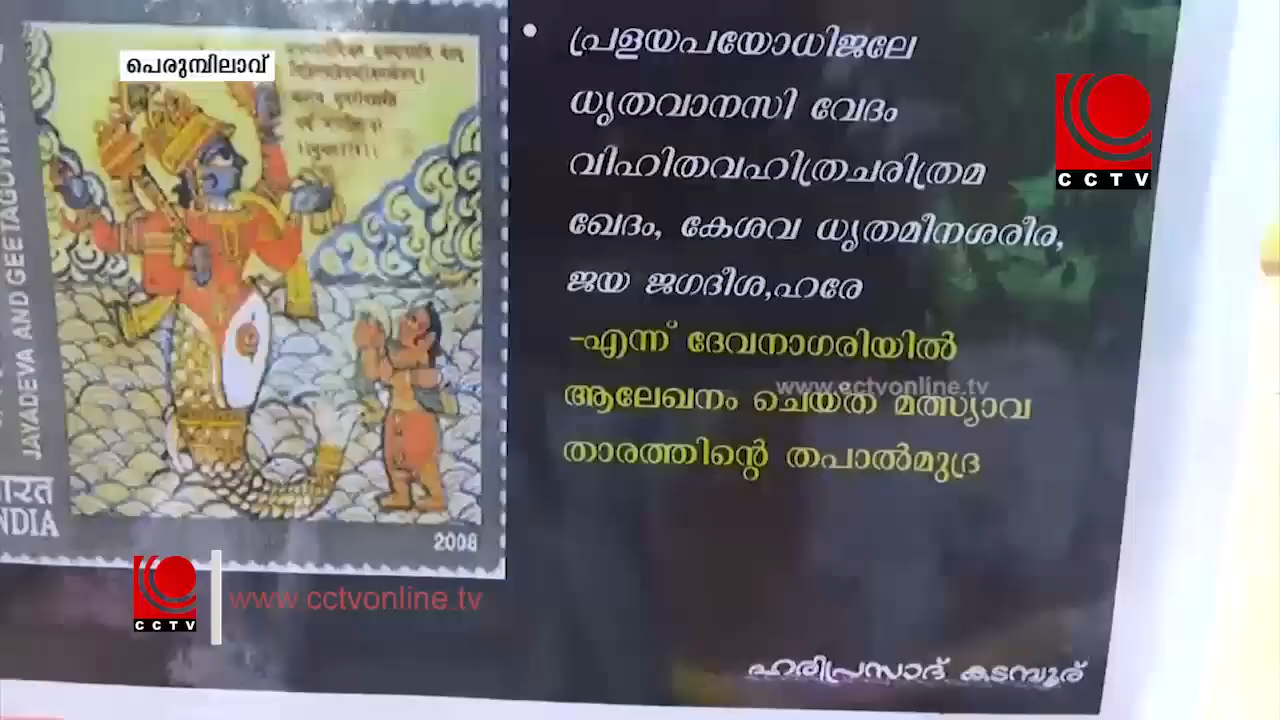 പെരുമ്പിലാവ്
JAYADEVA AND GEETAGOVINDA
INDIA
2008
• പ്രളയപയോധിജലേ
ധൃതവാനസി വേദം
വിഹിതവഹിത്രചരിത്രമ
ഖേദം, കേശവ ധൃതമീനശരീര,
ജയ ജഗദീശ,ഹരേ
-എന്ന് ദേവനാഗരിയിൽ
ആലേഖനം ചെയ്ത മത്സ്യാവ
താരത്തിന്റെ തപാൽമുദ്ര
ഹരിപ്രസാദ് കടമ്പൂര്
CCTV
www.cctvonline.tv
CCTV
www.cctvonline.tv